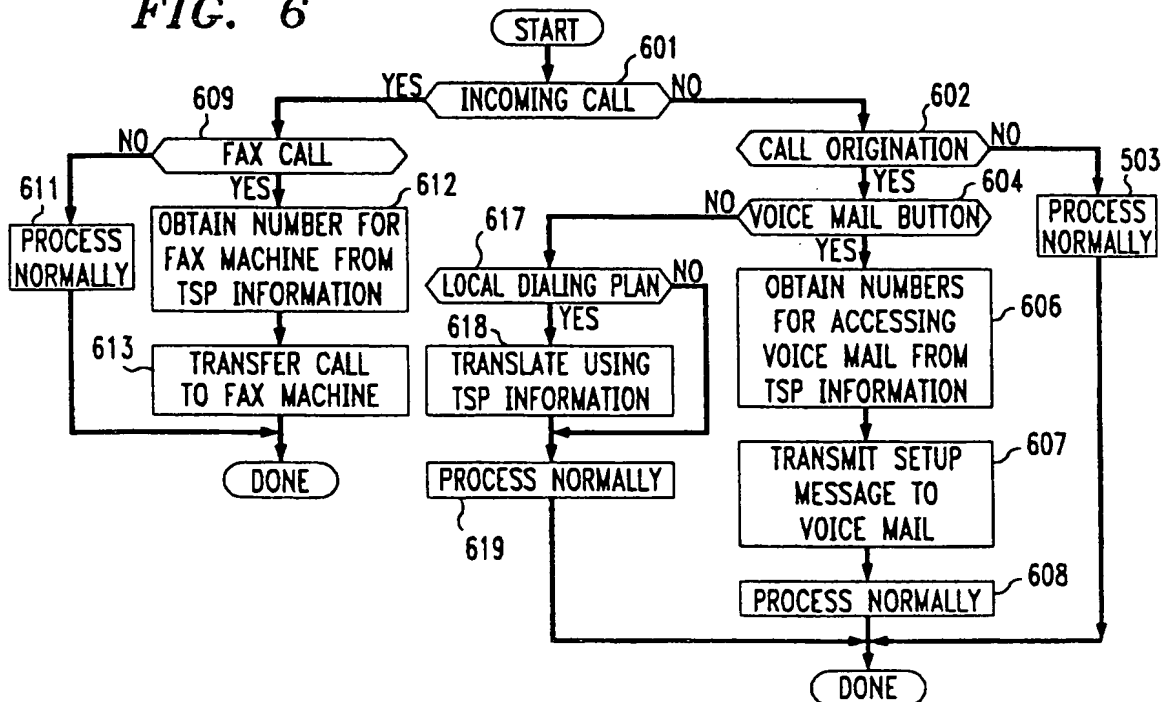 FIG. 6
START
601
INCOMING CALL
YES
NO
609
FAX CALL
NO
YES
611
PROCESS
NORMALLY
612
OBTAIN NUMBER FOR
FAX MACHINE FROM
TSP INFORMATION
613
TRANSFER CALL
TO FAX MACHINE
DONE
602
CALL ORIGINATION
NO
YES
503
PROCESS
NORMALLY
604
VOICE MAIL BUTTON
NO
YES
617
LOCAL DIALING PLAN
NO
YES
618
TRANSLATE USING
TSP INFORMATION
PROCESS NORMALLY
619
OBTAIN NUMBERS
FOR ACCESSING
VOICE MAIL FROM
TSP INFORMATION
606
TRANSMIT SETUP
MESSAGE TO
VOICE MAIL
607
PROCESS NORMALLY
608
DONE